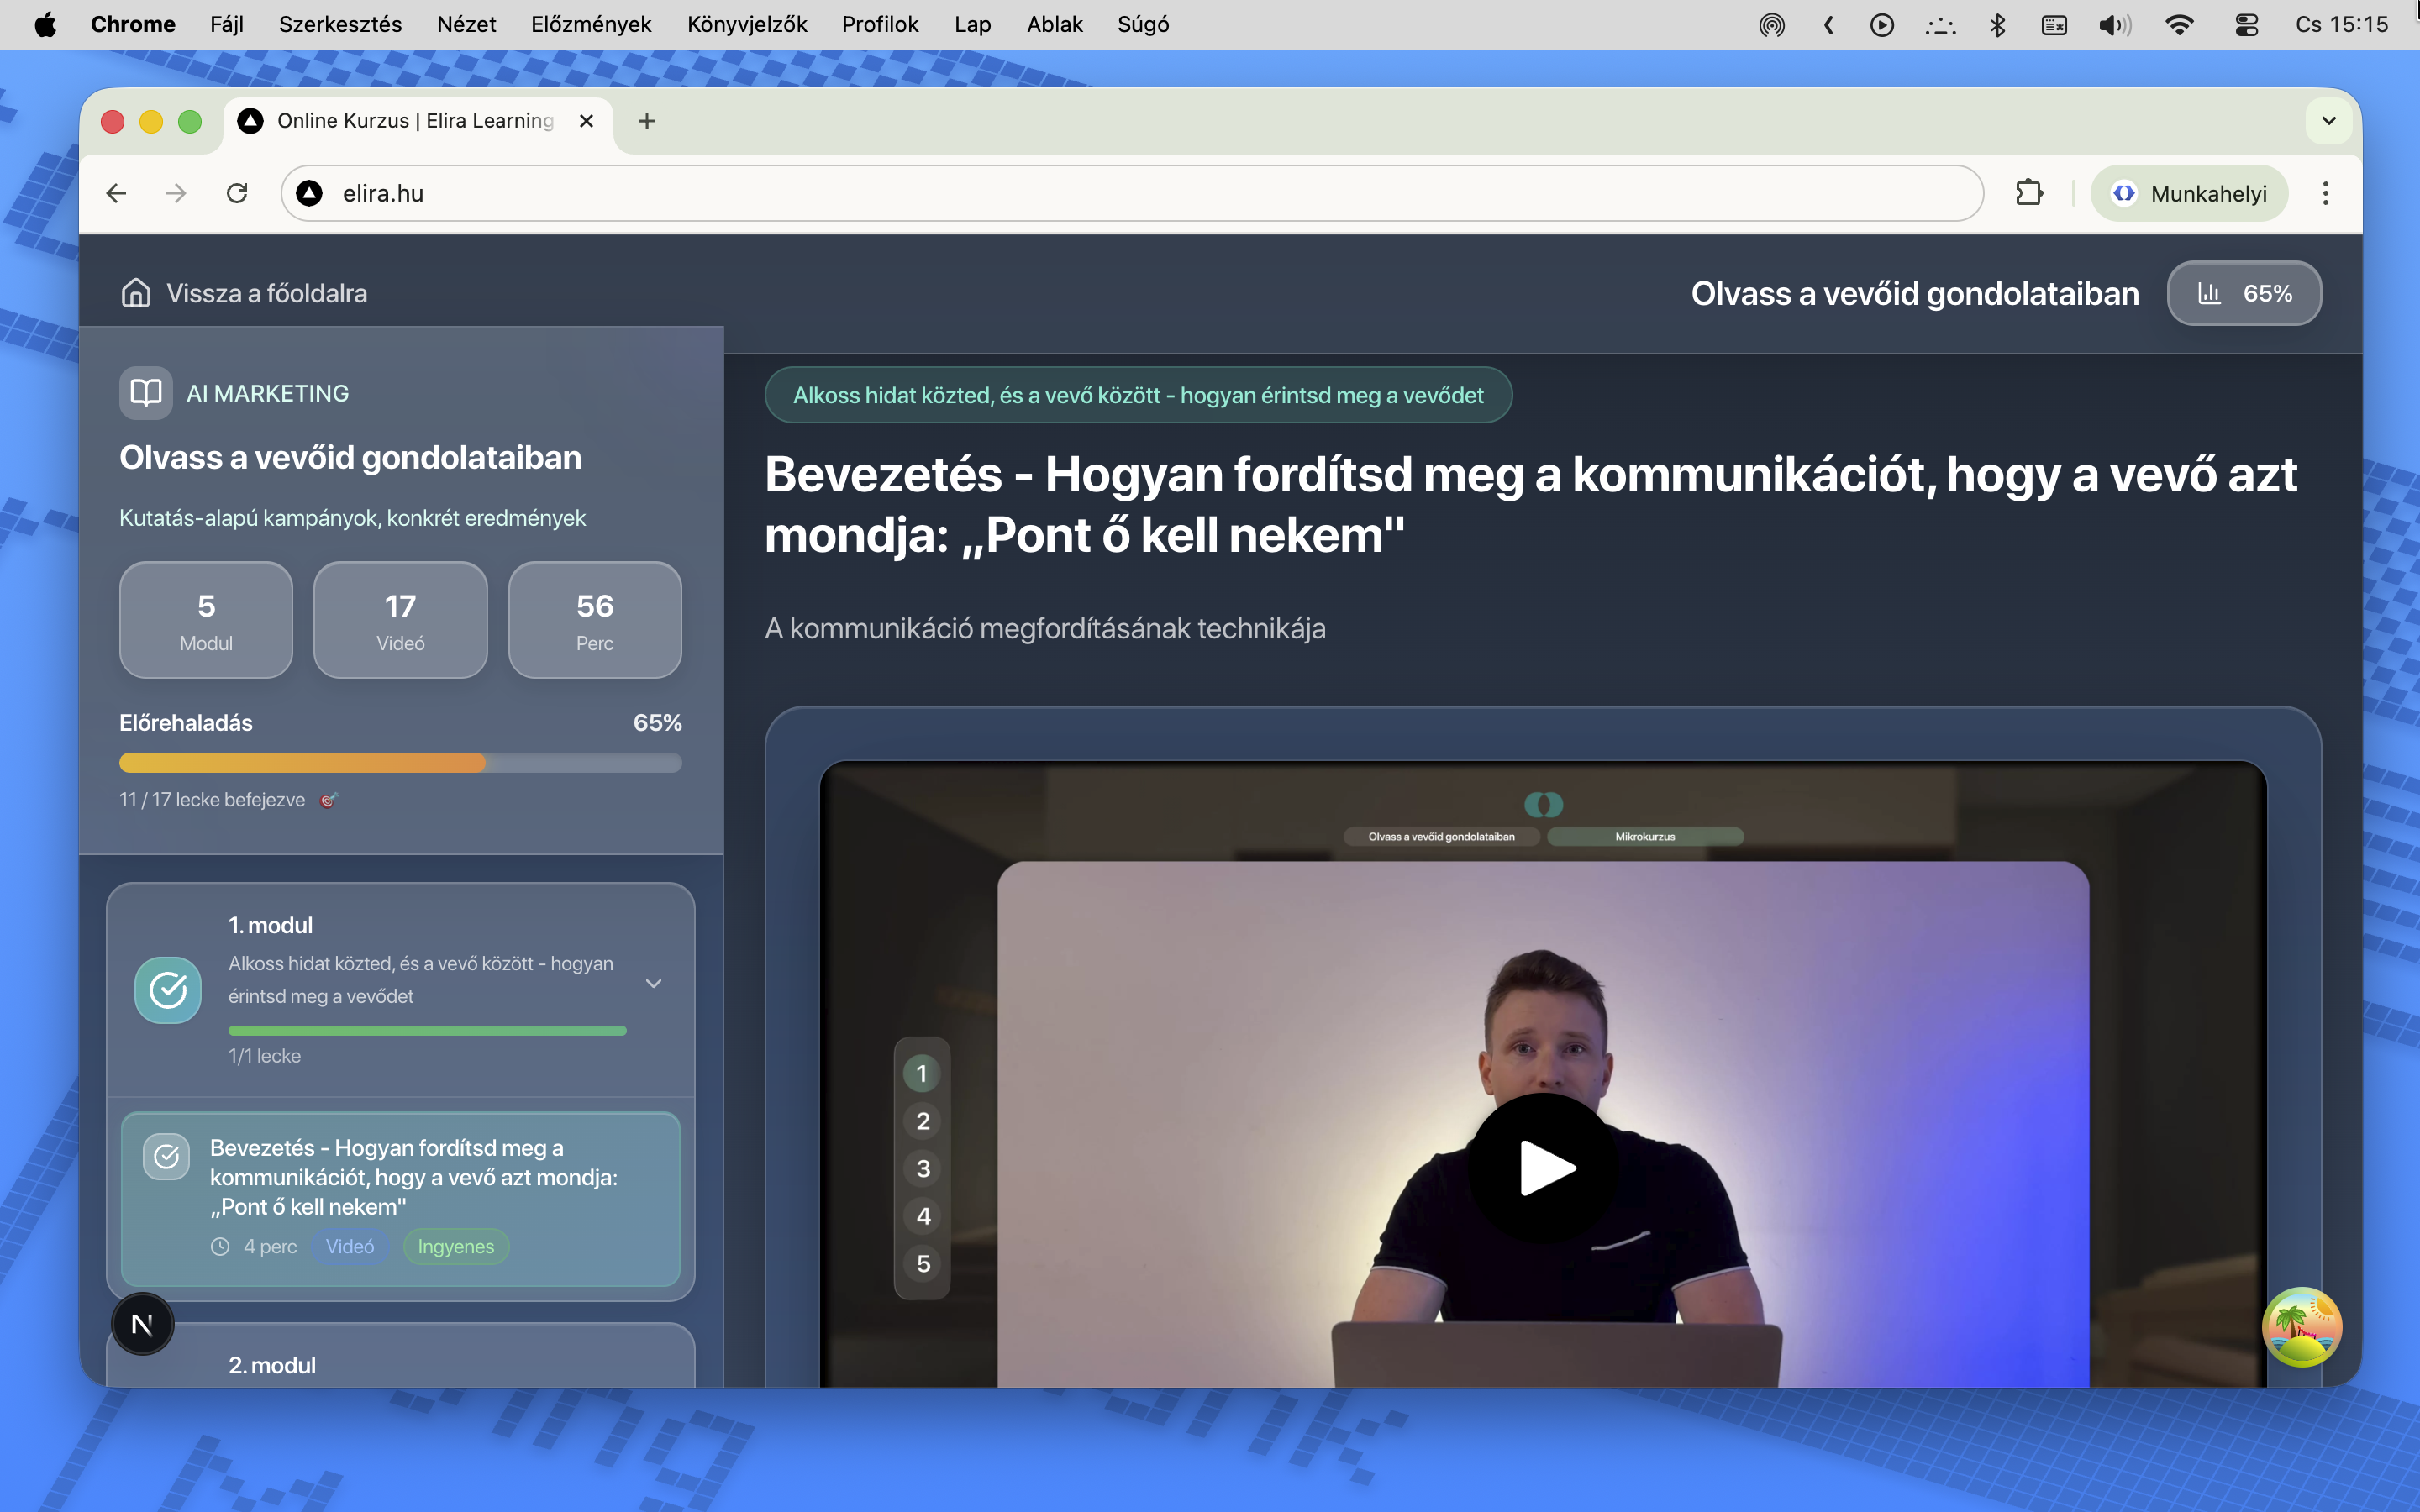 Chrome Fájl Szerkesztés Nézet Előzmények Könyvjelzők Profilok Lap Ablak Súgó Cs 15:15
Online Kurzus | Elira Learning
elira.hu
Munkahelyi
Vissza a főoldalra
Olvass a vevőid gondolataiban
65%
AI MARKETING
Olvass a vevőid gondolataiban
Kutatás-alapú kampányok, konkrét eredmények
5
Modul
17
Videó
56
Perc
Előrehaladás
65%
11 / 17 lecke befejezve
1. modul
Alkoss hidat közted, és a vevő között - hogyan
érintsd meg a vevődet
1/1 lecke
Bevezetés - Hogyan fordítsd meg a
kommunikációt, hogy a vevő azt mondja:
„Pont ő kell nekem"
4 perc Videó Ingyenes
N
2. modul
Alkoss hidat közted, és a vevő között - hogyan érintsd meg a vevődet
Bevezetés - Hogyan fordítsd meg a kommunikációt, hogy a vevő azt
mondja: „Pont ő kell nekem"
A kommunikáció megfordításának technikája
Olvass a vevőid gondolataiban
Mikrokurzus
1
2
3
4
5